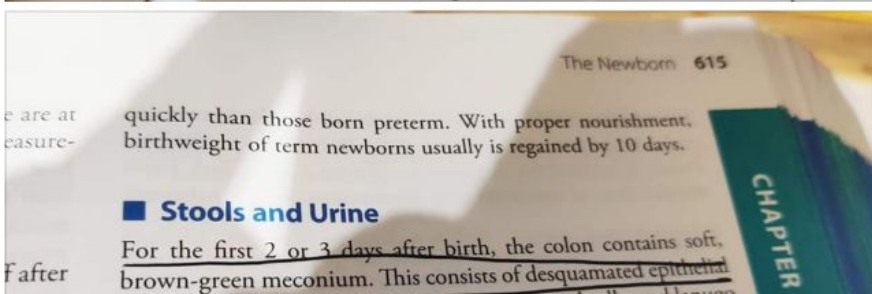 The Newborn 615
e are at
easure-
f after
quickly than those born preterm. With proper nourishment,
birthweight of term newborns usually is regained by 10 days.
Stools and Urine
For the first 2 or 3 days after birth, the colon contains soft,
brown-green meconium. This consists of desquamated epithelial
CHAPTER